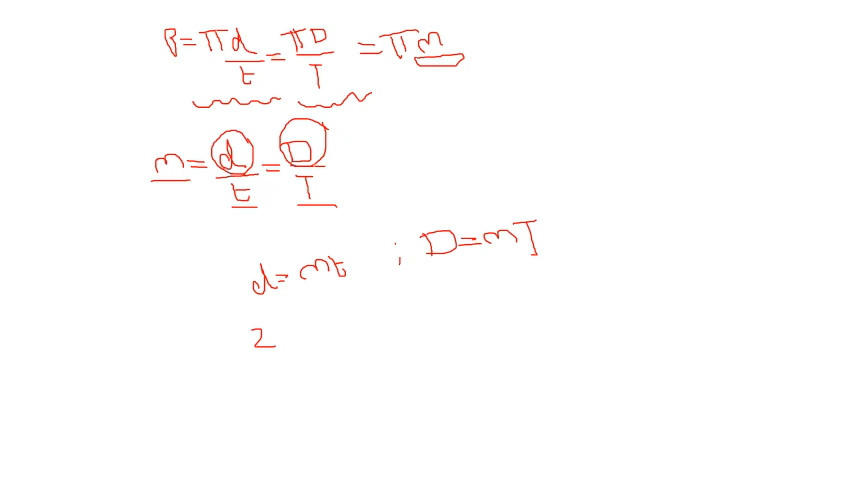 P = πd/t = πD/T = πm
m = d/t = D/T
d = mt ; D = mT
2